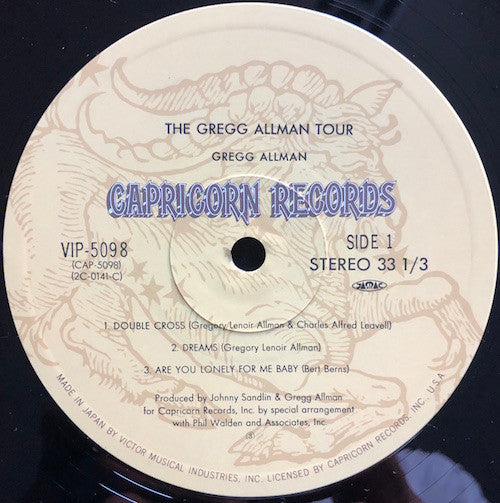 THE GREGG ALLMAN TOUR
GREGG ALLMAN
CAPRICORN RECORDS
VIP-5098
(CAP-5098)
(2C-0141-C)
SIDE 1
STEREO 33 1/3
JASRAC
1. DOUBLE CROSS (Gregory Lenoir Allman & Charles Alfred Leavell)
2. DREAMS (Gregory Lenoir Allman)
3. ARE YOU LONELY FOR ME BABY (Bert Berns)
Produced by Johnny Sandlin & Gregg Allman
for Capricorn Records, Inc. by special arrangement
with Phil Walden and Associates, Inc.
(S)
MADE IN JAPAN BY VICTOR MUSICAL INDUSTRIES, INC. LICENSED BY CAPRICORN RECORDS, INC., U.S.A